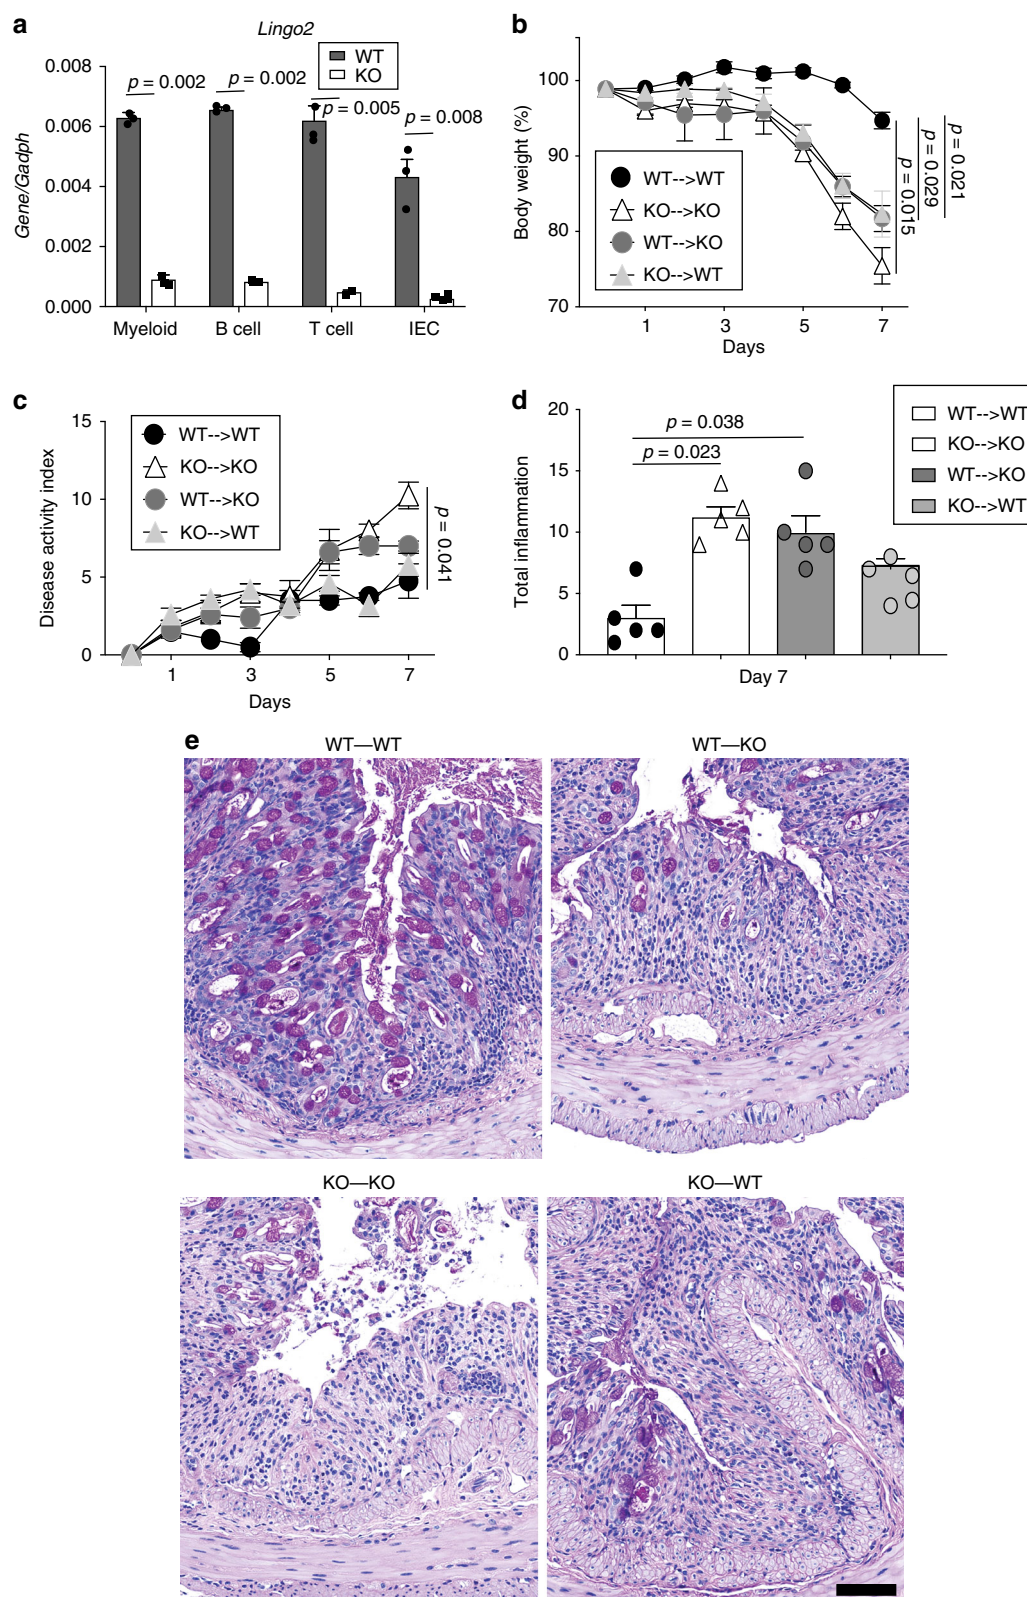 a
Lingo2
WT
KO
0.008
0.006
0.004
0.002
0.000
Gene/Gadph
p = 0.002
p = 0.002
p = 0.005
p = 0.008
Myeloid
B cell
T cell
IEC
b
100
90
80
70
Body weight (%)
WT-->WT
KO-->KO
WT-->KO
KO-->WT
p = 0.015
p = 0.029
p = 0.021
1
3
5
7
Days
c
15
10
5
0
Disease activity index
WT-->WT
KO-->KO
WT-->KO
KO-->WT
p = 0.041
1
3
5
7
Days
d
20
15
10
5
0
Total inflammation
p = 0.038
p = 0.023
WT-->WT
KO-->KO
WT-->KO
KO-->WT
Day 7
e
WT—WT
WT—KO
KO—KO
KO—WT